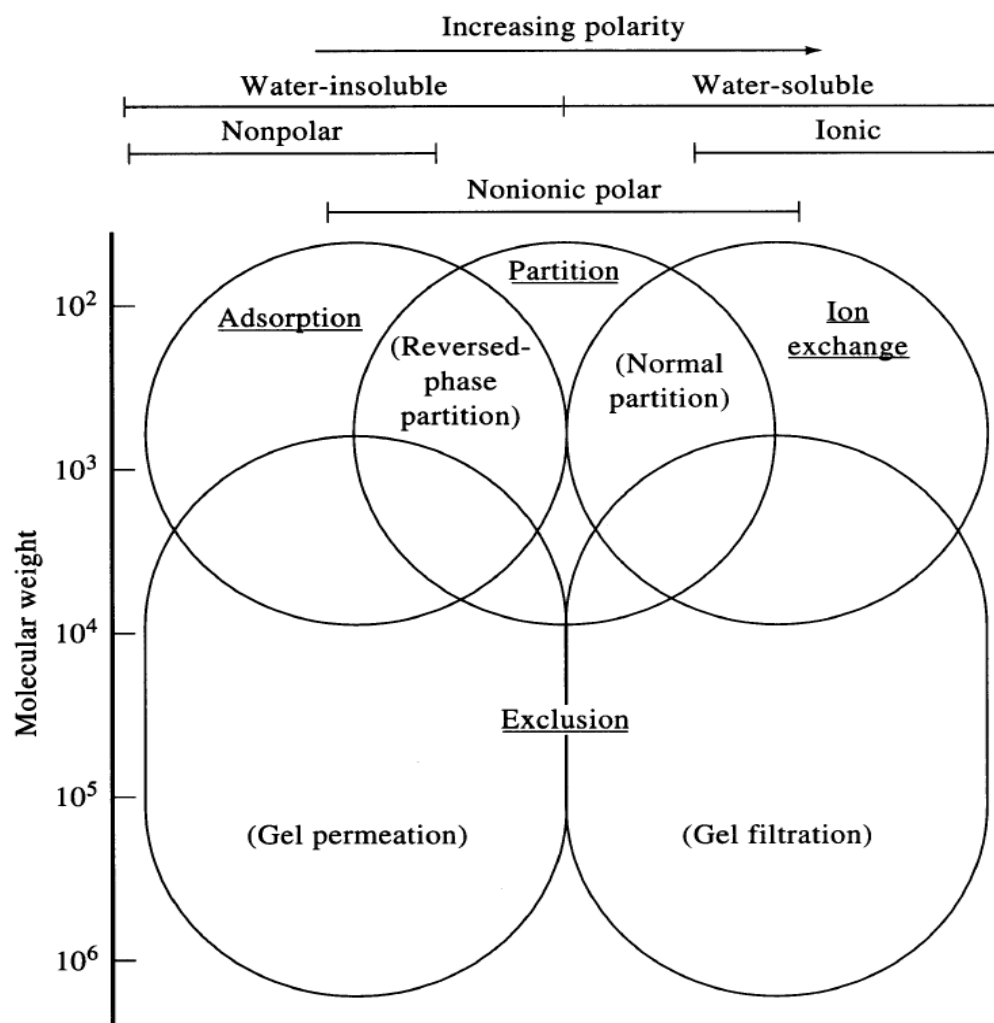 Increasing polarity
Water-insoluble
Water-soluble
Nonpolar
Ionic
Nonionic polar
Partition
10²
Adsorption
Ion
exchange
(Reversed-
phase
partition)
(Normal
partition)
10³
Molecular weight
10⁴
Exclusion
10⁵
(Gel permeation)
(Gel filtration)
10⁶